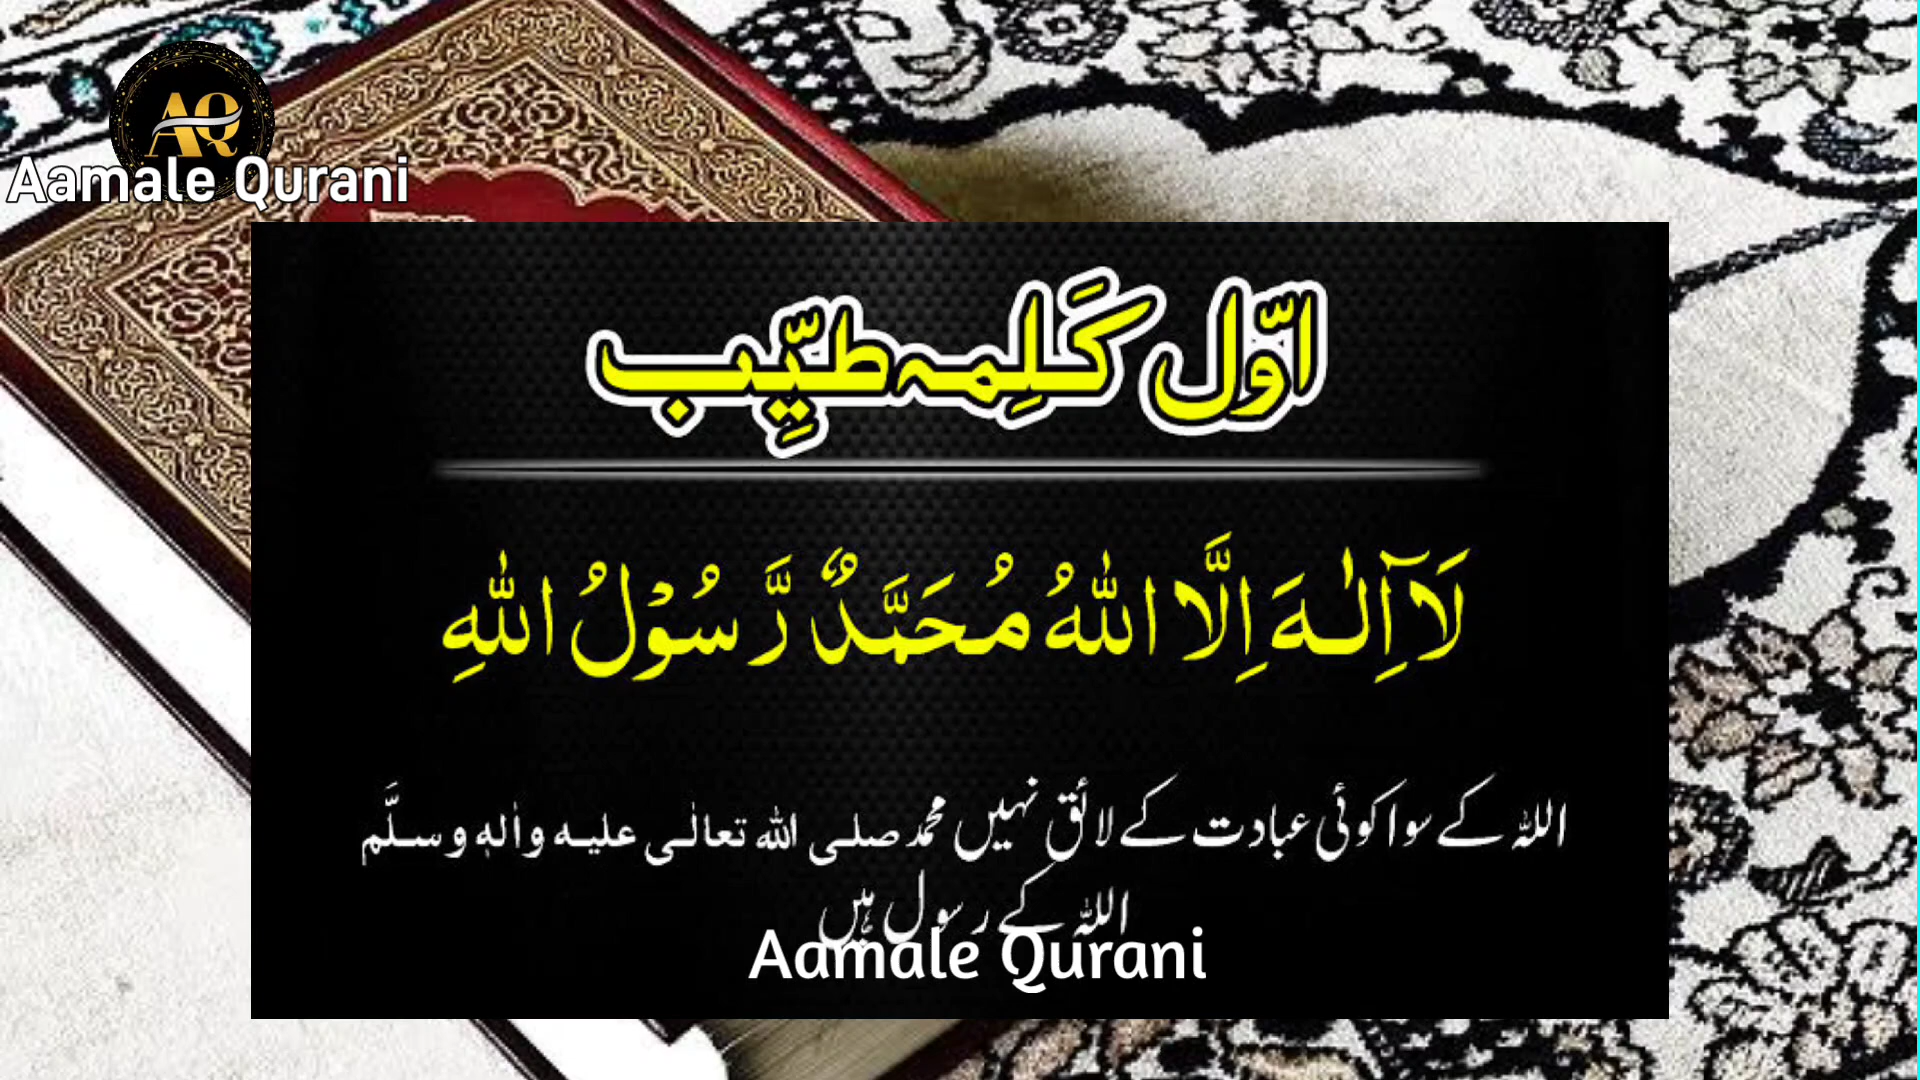 AQ
Aamale Qurani
اوّل کَلِمہ طیِّب
لَاۤ اِلٰہَ اِلَّا اللّٰہُ مُحَمَّدٌ رَّسُوْلُ اللّٰہِ
اللہ کے سوا کوئی عبادت کے لائق نہیں محمد صلی اللہ تعالٰی علیہ واٰلہٖ وسلَّم
اللہ کے رسول ہیں
Aamale Qurani